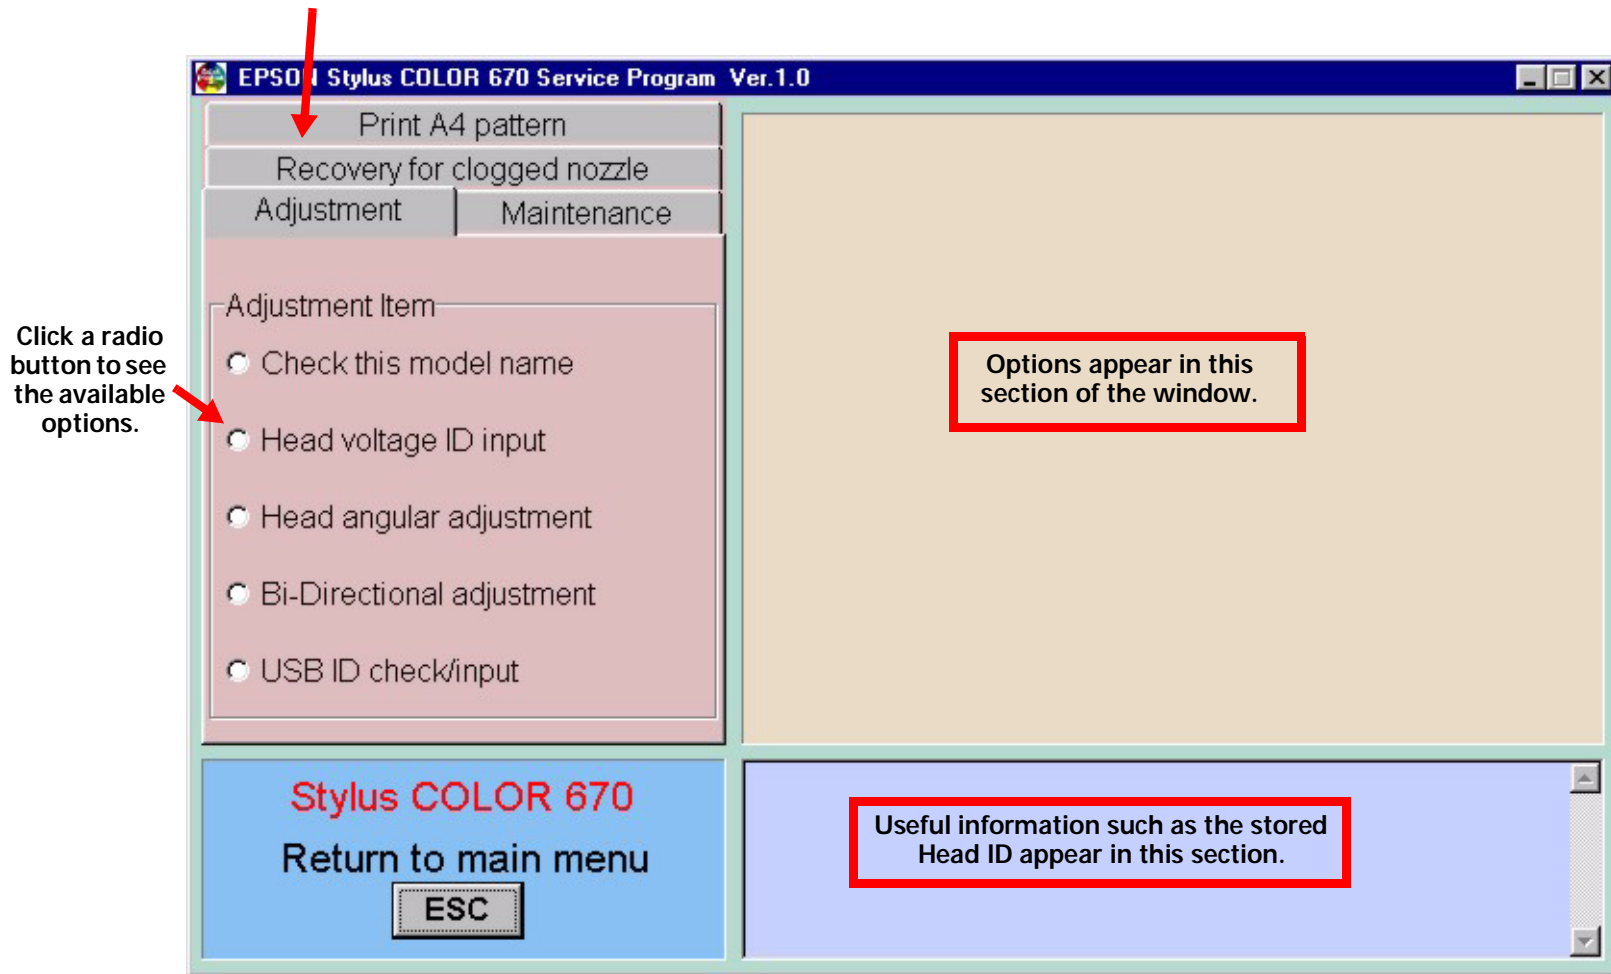 EPSON Stylus COLOR 670 Service Program Ver.1.0
Print A4 pattern
Recovery for clogged nozzle
Adjustment
Maintenance
Adjustment Item
Check this model name
Head voltage ID input
Head angular adjustment
Bi-Directional adjustment
USB ID check/input
Click a radio
button to see
the available
options.
Options appear in this
section of the window.
Stylus COLOR 670
Return to main menu
ESC
Useful information such as the stored
Head ID appear in this section.